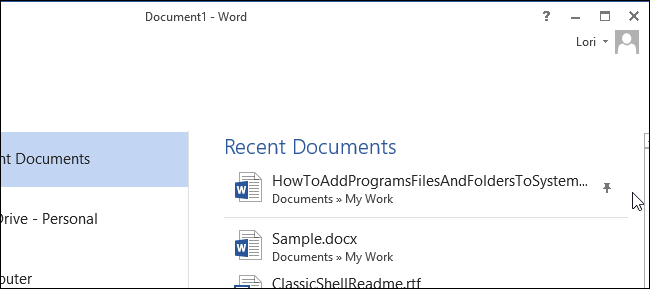 Document1 - Word
?
Lori
nt Documents
Drive - Personal
puter
Recent Documents
HowToAddProgramsFilesAndFoldersToSystem...
Documents » My Work
Sample.docx
Documents » My Work
ClassicShellReadme.rtf